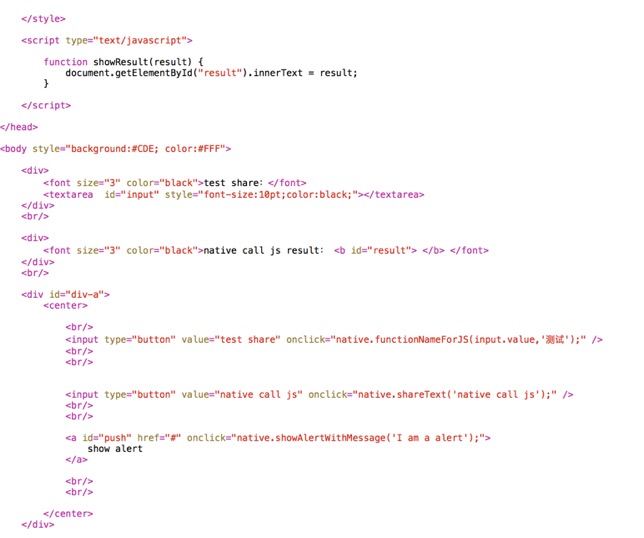 </style>
<script type="text/javascript">
function showResult(result) {
document.getElementById("result").innerText = result;
}
</script>
</head>
<body style="background:#CDE; color:#FFF">
<div>
<font size="3" color="black">test share: </font>
<textarea  id="input" style="font-size:10pt;color:black;"></textarea>
</div>
<br/>
<div>
<font size="3" color="black">native call js result:  <b id="result"> </b> </font>
</div>
<br/>
<div id="div-a">
<center>
<br/>
<input type="button" value="test share" onclick="native.functionNameForJS(input.value,'测试');" />
<br/>
<br/>
<input type="button" value="native call js" onclick="native.shareText('native call js');" />
<br/>
<br/>
<a id="push" href="#" onclick="native.showAlertWithMessage('I am a alert');">
show alert
</a>
<br/>
<br/>
</center>
</div>